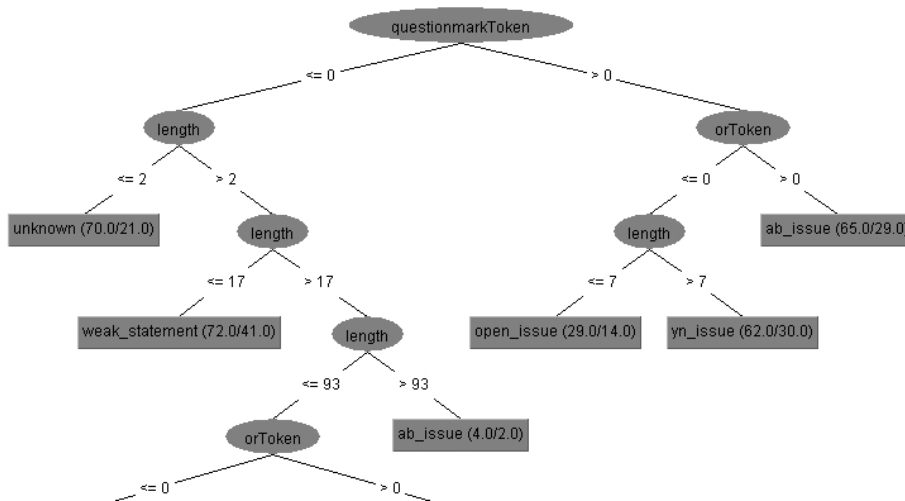 questionmarkToken
<= 0
> 0
length
orToken
<= 2
> 2
<= 0
> 0
unknown (70.0/21.0)
length
length
ab_issue (65.0/29.0)
<= 17
> 17
<= 7
> 7
weak_statement (72.0/41.0)
length
open_issue (29.0/14.0)
yn_issue (62.0/30.0)
<= 93
> 93
orToken
ab_issue (4.0/2.0)
<= 0
> 0